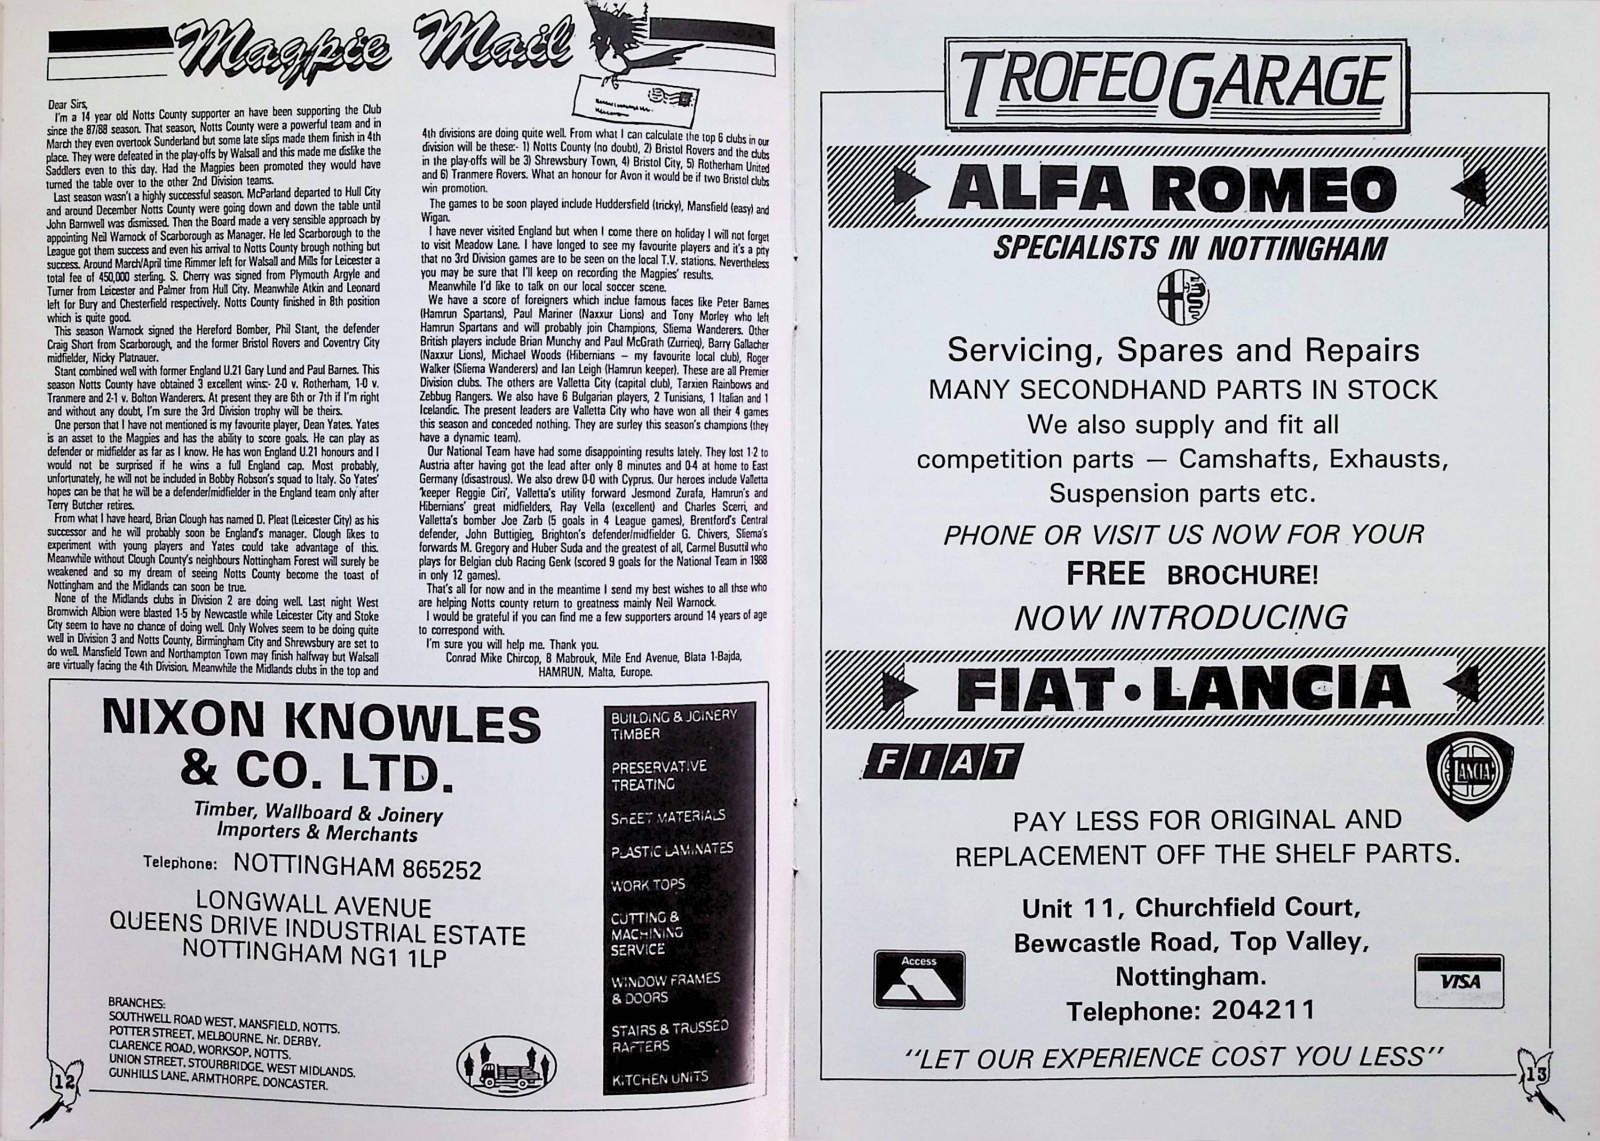 Magpie Mail
Dear Sirs,
I'm a 14 year old Notts County supporter an have been supporting the Club
since the 87/88 season. That season, Notts County were a powerful team and in
March they even overtook Sunderland but some late slips made them finish in 4th
place. They were defeated in the play-offs by Walsall and this made me dislike the
Saddlers even to this day. Had the Magpies been promoted they would have
turned the table over to the other 2nd Division teams.
Last season wasn't a highly successful season. McParland departed to Hull City
and around December Notts County were going down and down the table until
John Barnwell was dismissed. Then the Board made a very sensible approach by
appointing Neil Warnock of Scarborough as Manager. He led Scarborough to the
League got them success and even his arrival to Notts County brough nothing but
success. Around March/April time Rimmer left for Walsall and Mills for Leicester a
total fee of 450,000 sterling. S. Cherry was signed from Plymouth Argyle and
Turner from Leicester and Palmer from Hull City. Meanwhile Atkin and Leonard
left for Bury and Chesterfield respectively. Notts County finished in 8th position
which is quite good.
This season Warnock signed the Hereford Bomber, Phil Stant, the defender
Craig Short from Scarborough, and the former Bristol Rovers and Coventry City
midfielder, Nicky Platnauer.
Stant combined well with former England U.21 Gary Lund and Paul Barnes. This
season Notts County have obtained 3 excellent wins:- 2-0 v. Rotherham, 1-0 v.
Tranmere and 2-1 v. Bolton Wanderers. At present they are 6th or 7th if I'm right
and without any doubt, I'm sure the 3rd Division trophy will be theirs.
One person that I have not mentioned is my favourite player, Dean Yates. Yates
is an asset to the Magpies and has the ability to score goals. He can play as
defender or midfielder as far as I know. He has won England U.21 honours and I
would not be surprised if he wins a full England cap. Most probably,
unfortunately, he will not be included in Bobby Robson's squad to Italy. So Yates'
hopes can be that he will be a defender/midfielder in the England team only after
Terry Butcher retires.
From what I have heard, Brian Clough has named D. Pleat (Leicester City) as his
successor and he will probably soon be England's manager. Clough likes to
experiment with young players and Yates could take advantage of this.
Meanwhile without Clough County's neighbours Nottingham Forest will surely be
weakened and so my dream of seeing Notts County become the toast of
Nottingham and the Midlands can soon be true.
None of the Midlands clubs in Division 2 are doing well. Last night West
Bromwich Albion were blasted 1-5 by Newcastle while Leicester City and Stoke
City seem to have no chance of doing well. Only Wolves seem to be doing quite
well in Division 3 and Notts County, Birmingham City and Shrewsbury are set to
do well. Mansfield Town and Northampton Town may finish halfway but Walsall
are virtually facing the 4th Division. Meanwhile the Midlands clubs in the top and
4th divisions are doing quite well. From what I can calculate the top 6 clubs in our
division will be these:- 1) Notts County (no doubt), 2) Bristol Rovers and the clubs
in the play-offs will be 3) Shrewsbury Town, 4) Bristol City, 5) Rotherham United
and 6) Tranmere Rovers. What an honour for Avon it would be if two Bristol clubs
win promotion.
The games to be soon played include Huddersfield (tricky), Mansfield (easy) and
Wigan.
I have never visited England but when I come there on holiday I will not forget
to visit Meadow Lane. I have longed to see my favourite players and it's a pity
that no 3rd Division games are to be seen on the local T.V. stations. Nevertheless
you may be sure that I'll keep on recording the Magpies' results.
Meanwhile I'd like to talk on our local soccer scene.
We have a score of foreigners which inclue famous faces like Peter Barnes
(Hamrun Spartans), Paul Mariner (Naxxur Lions) and Tony Morley who left
Hamrun Spartans and will probably join Champions, Sliema Wanderers. Other
British players include Brian Munchy and Paul McGrath (Zurrieq), Barry Gallacher
(Naxxur Lions), Michael Woods (Hibernians – my favourite local club), Roger
Walker (Sliema Wanderers) and Ian Leigh (Hamrun keeper). These are all Premier
Division clubs. The others are Valletta City (capital club), Tarxien Rainbows and
Zebbug Rangers. We also have 6 Bulgarian players, 2 Tunisians, 1 Italian and 1
Icelandic. The present leaders are Valletta City who have won all their 4 games
this season and conceded nothing. They are surley this season's champions (they
have a dynamic team).
Our National Team have had some disappointing results lately. They lost 1-2 to
Austria after having got the lead after only 8 minutes and 0-4 at home to East
Germany (disastrous). We also drew 0-0 with Cyprus. Our heroes include Valletta
'keeper Reggie Ciri', Valletta's utility forward Jesmond Zurafa, Hamrun's and
Hibernians' great midfielders, Ray Vella (excellent) and Charles Scerri, and
Valletta's bomber Joe Zarb (5 goals in 4 League games), Brentford's Central
defender, John Buttigieg, Brighton's defender/midfielder G. Chivers, Sliema's
forwards M. Gregory and Huber Suda and the greatest of all, Carmel Busuttil who
plays for Belgian club Racing Genk (scored 9 goals for the National Team in 1988
in only 12 games).
That's all for now and in the meantime I send my best wishes to all thse who
are helping Notts county return to greatness mainly Neil Warnock.
I would be grateful if you can find me a few supporters around 14 years of age
to correspond with.
I'm sure you will help me. Thank you.
Conrad Mike Chircop, 8 Mabrouk, Mile End Avenue, Blata 1-Bajda,
HAMRUN. Malta, Europe.
NIXON KNOWLES
& CO. LTD.
Timber, Wallboard & Joinery
Importers & Merchants
Telephone: NOTTINGHAM 865252
LONGWALL AVENUE
QUEENS DRIVE INDUSTRIAL ESTATE
NOTTINGHAM NG1 1LP
BRANCHES:
SOUTHWELL ROAD WEST, MANSFIELD, NOTTS.
POTTER STREET, MELBOURNE, Nr. DERBY.
CLARENCE ROAD, WORKSOP, NOTTS.
UNION STREET, STOURBRIDGE, WEST MIDLANDS.
GUNHILLS LANE, ARMTHORPE, DONCASTER.
BUILDING & JOINERY
TIMBER
PRESERVATIVE
TREATING
SHEET MATERIALS
PLASTIC LAMINATES
WORK TOPS
CUTTING &
MACHINING
SERVICE
WINDOW FRAMES
& DOORS
STAIRS & TRUSSED
RAFTERS
KITCHEN UNITS
12
TROFEO GARAGE
ALFA ROMEO
SPECIALISTS IN NOTTINGHAM
Servicing, Spares and Repairs
MANY SECONDHAND PARTS IN STOCK
We also supply and fit all
competition parts — Camshafts, Exhausts,
Suspension parts etc.
PHONE OR VISIT US NOW FOR YOUR
FREE BROCHURE!
NOW INTRODUCING
FIAT • LANCIA
FIAT
LANCIA
PAY LESS FOR ORIGINAL AND
REPLACEMENT OFF THE SHELF PARTS.
Unit 11, Churchfield Court,
Bewcastle Road, Top Valley,
Nottingham.
Telephone: 204211
Access
VISA
"LET OUR EXPERIENCE COST YOU LESS"
13